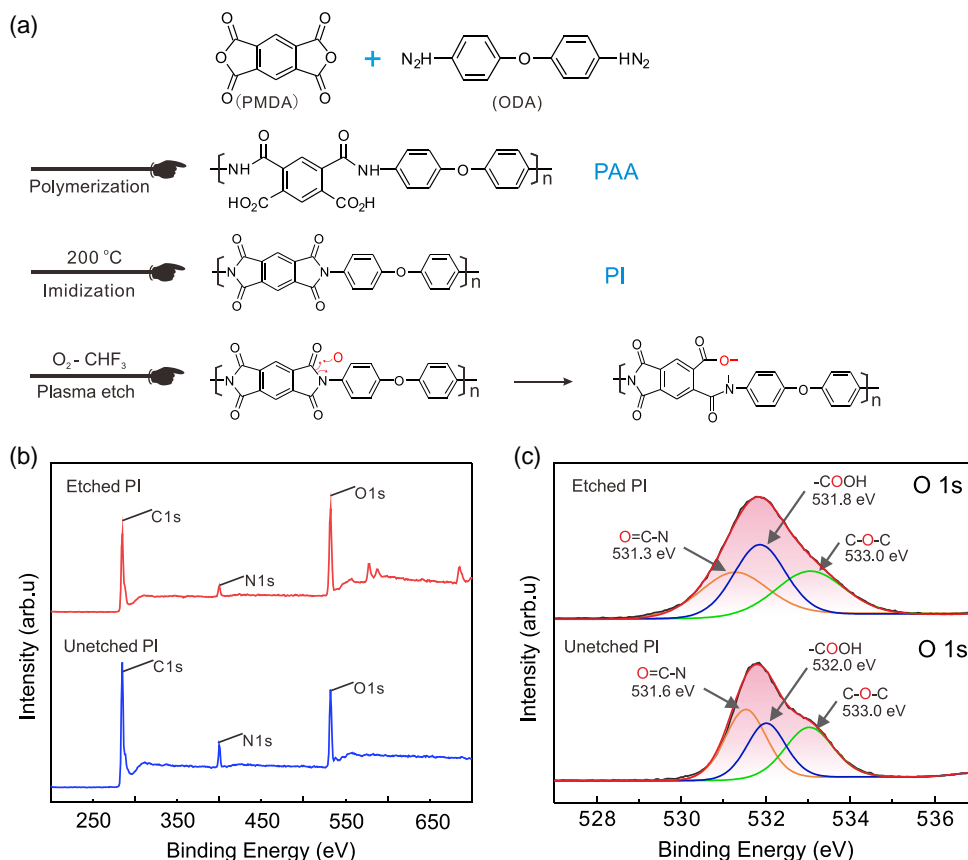 (a)
O O
O + N₂H O HN₂
O O
O O
(PMDA) (ODA)
O O
NH NH O n PAA
Polymerization
HO₂C CO₂H
200 °C
O O
N N O n PI
Imidization
O O
O₂ - CHF₃
O O O
N N O n
Plasma etch
O O
O O
O-
N N O n
O O
(b)
Etched PI
C1s
N1s
O1s
Unetched PI
C1s
N1s
O1s
Intensity (arb.u)
250 350 450 550 650
Binding Energy (eV)
(c)
Etched PI
O 1s
-COOH
531.8 eV
O=C-N
531.3 eV
C-O-C
533.0 eV
Unetched PI
O 1s
-COOH
532.0 eV
O=C-N
531.6 eV
C-O-C
533.0 eV
Intensity (arb.u)
528 530 532 534 536
Binding Energy (eV)